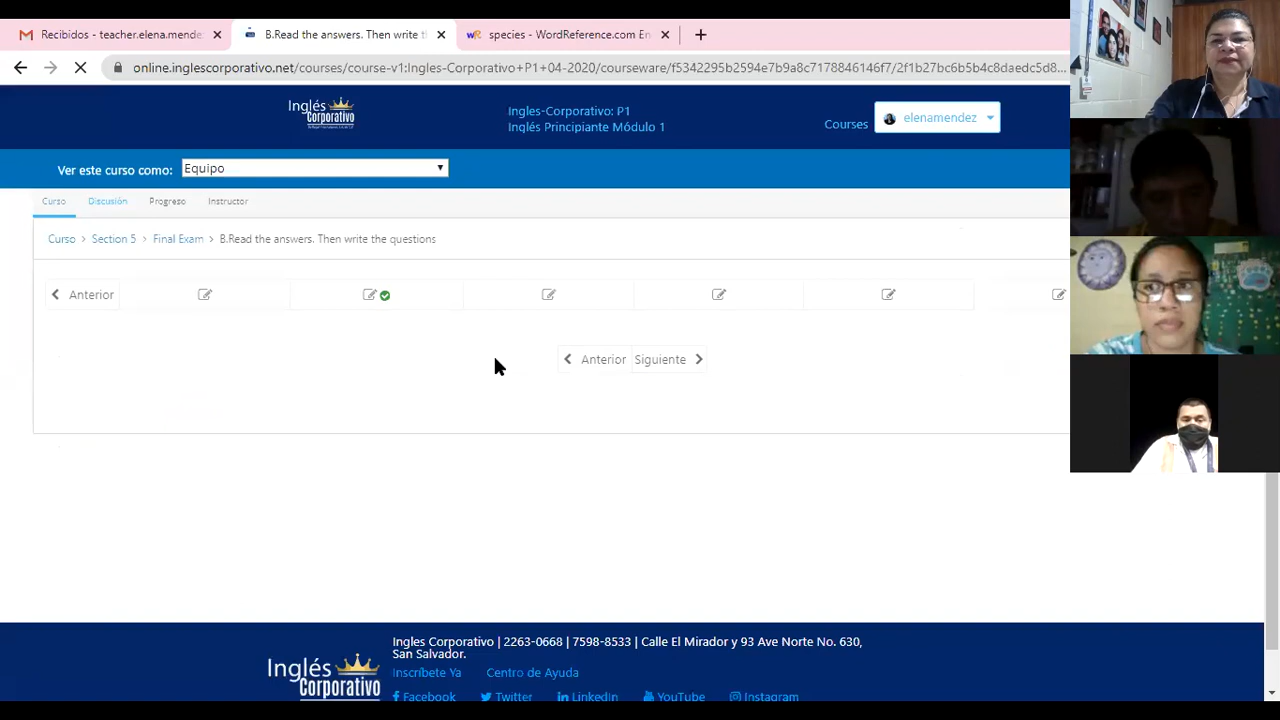 Recibidos - teacher.elena.mende
B.Read the answers. Then write t
species - WordReference.com En
online.inglescorporativo.net/courses/course-v1:Ingles-Corporativo+P1+04-2020/courseware/f5342295b2594e7b9a8c7178846146f7/2f1b27bc6b5b4c8daedc5d8...
Inglés Corporativo
Ingles-Corporativo: P1
Inglés Principiante Módulo 1
Courses
elenamendez
Ver este curso como:
Equipo
Curso Discusión Progreso Instructor
Curso > Section 5 > Final Exam > B.Read the answers. Then write the questions
Anterior
Anterior Siguiente
Inglés Corporativo
Ingles Corporativo | 2263-0668 | 7598-8533 | Calle El Mirador y 93 Ave Norte No. 630,
San Salvador.
Inscríbete Ya Centro de Ayuda
Facebook Twitter LinkedIn YouTube Instagram